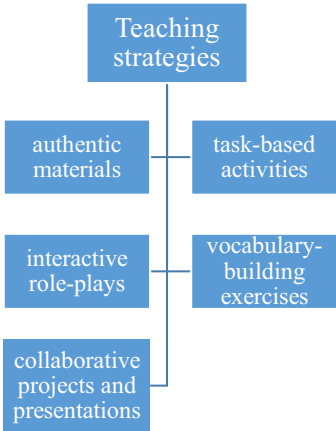 Teaching
strategies
authentic
materials
task-based
activities
interactive
role-plays
vocabulary-
building
exercises
collaborative
projects and
presentations